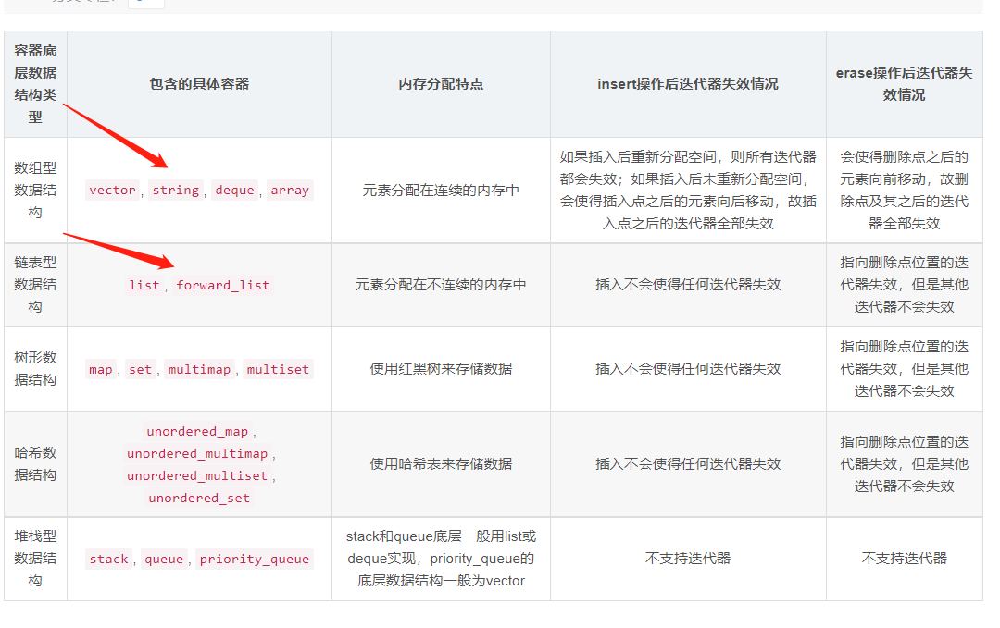 容器底
层数据
结构类
型
包含的具体容器
内存分配特点
insert操作后迭代器失效情况
erase操作后迭代器失
效情况
数组型
数据结
构
vector, string, deque, array
元素分配在连续的内存中
如果插入后重新分配空间，则所有迭代器
都会失效；如果插入后未重新分配空间，
会使得插入点之后的元素向后移动，故插
入点之后的迭代器全部失效
会使得删除点之后的
元素向前移动，故删
除点及其之后的迭代
器全部失效
链表型
数据结
构
list, forward_list
元素分配在不连续的内存中
插入不会使得任何迭代器失效
指向删除点位置的迭
代器失效，但是其他
迭代器不会失效
树形数
据结构
map, set, multimap, multiset
使用红黑树来存储数据
插入不会使得任何迭代器失效
指向删除点位置的迭
代器失效，但是其他
迭代器不会失效
哈希数
据结构
unordered_map,
unordered_multimap,
unordered_multiset,
unordered_set
使用哈希表来存储数据
插入不会使得任何迭代器失效
指向删除点位置的迭
代器失效，但是其他
迭代器不会失效
堆栈型
数据结
构
stack, queue, priority_queue
stack和queue底层一般用list或
deque实现，priority_queue的
底层数据结构一般为vector
不支持迭代器
不支持迭代器